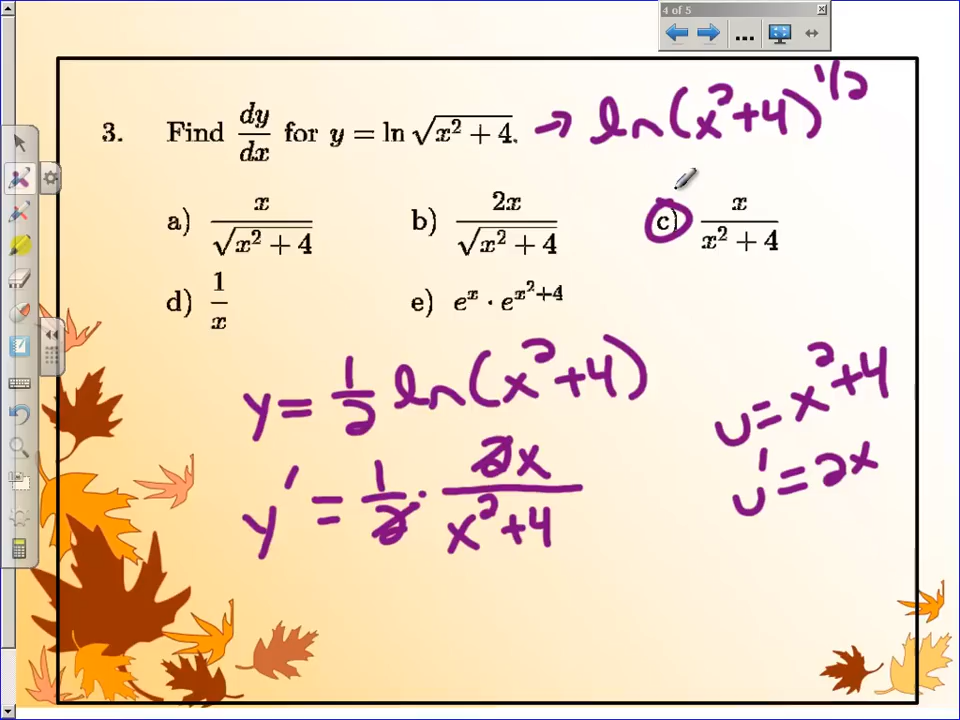 4 of 5
3. Find dy/dx for y = ln √(x² + 4). → ln(x²+4)^(1/2)
a) x/√(x² + 4) b) 2x/√(x² + 4) c) x/(x² + 4)
d) 1/x e) eˣ · e^(x²+4)
y = 1/2 ln(x²+4) u = x²+4
y' = 1/2 · 2x/(x²+4) u' = 2x